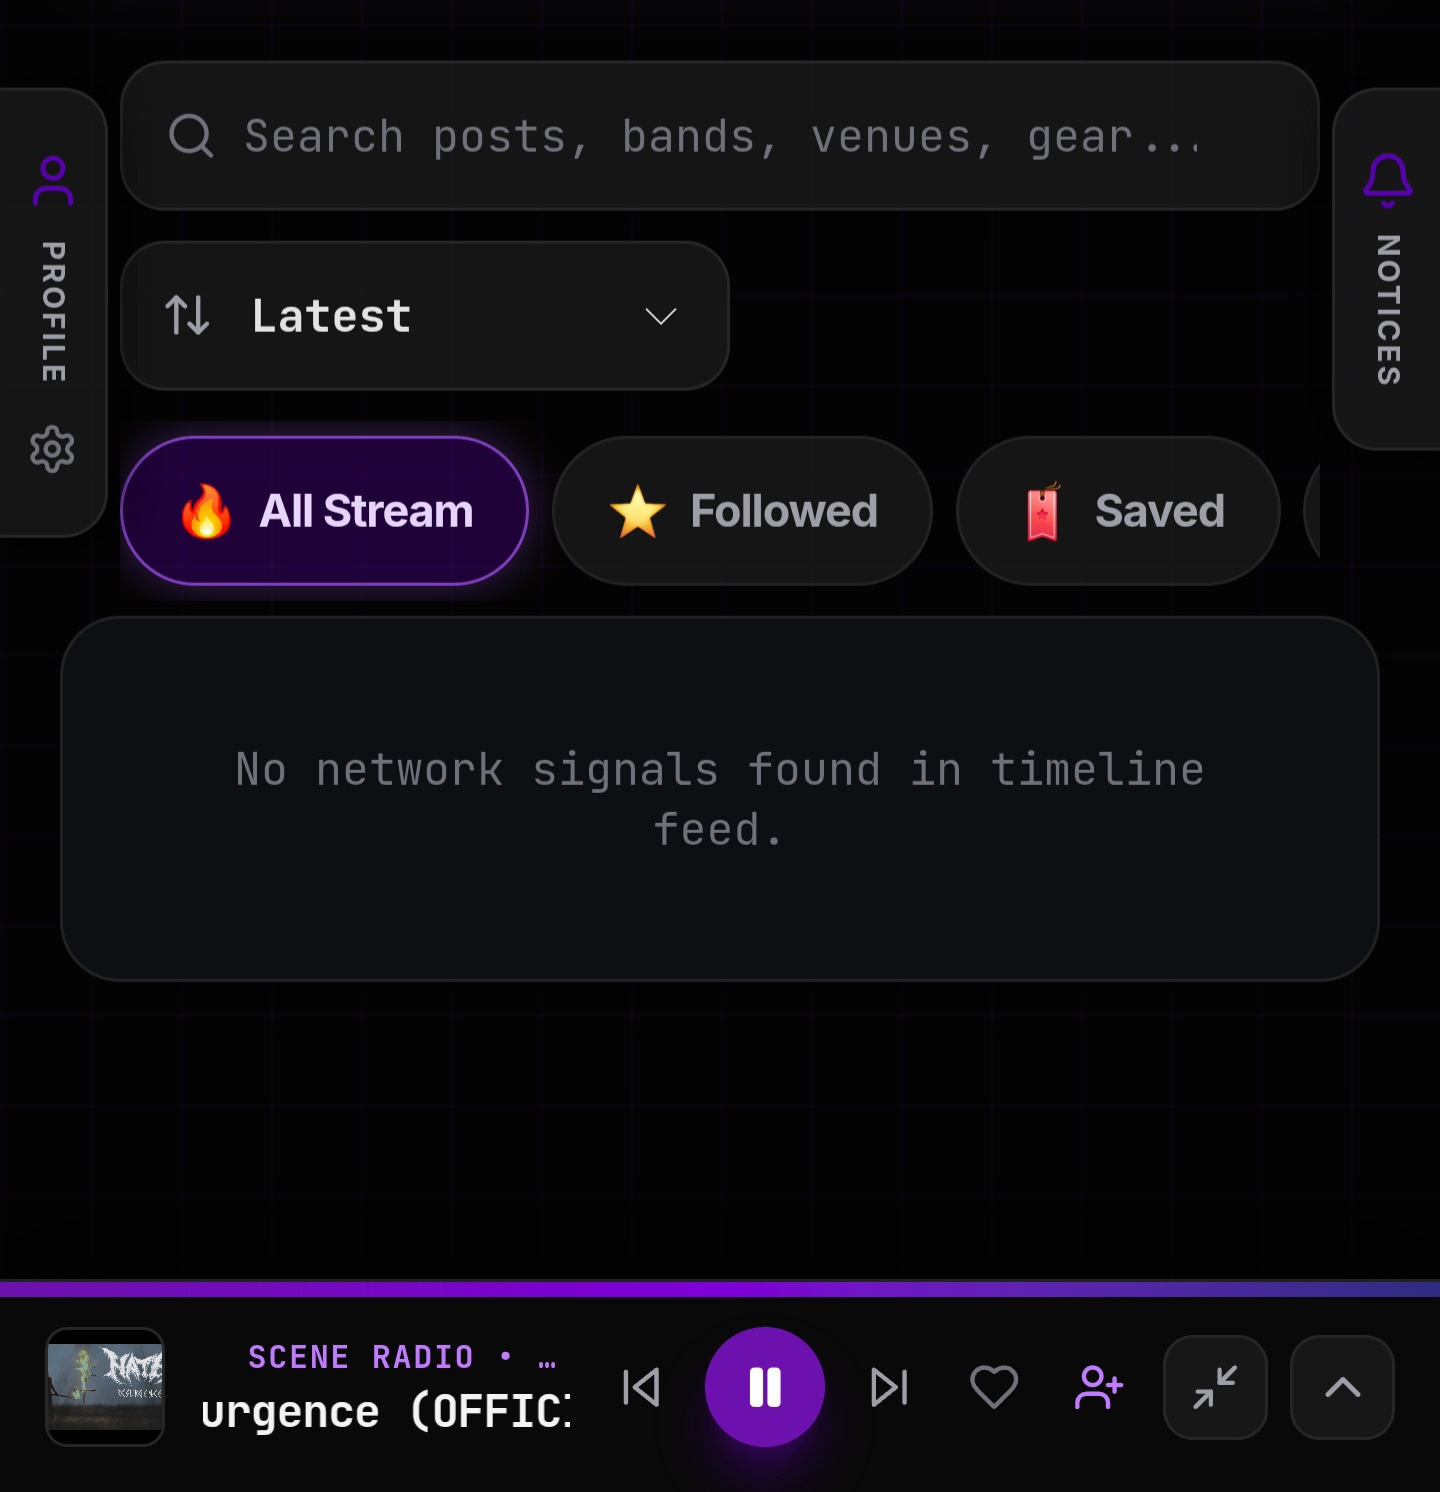 Search posts, bands, venues, gear...
PROFILE
NOTICES
Latest
All Stream
Followed
Saved
No network signals found in timeline
feed.
SCENE RADIO • …
urgence (OFFIC